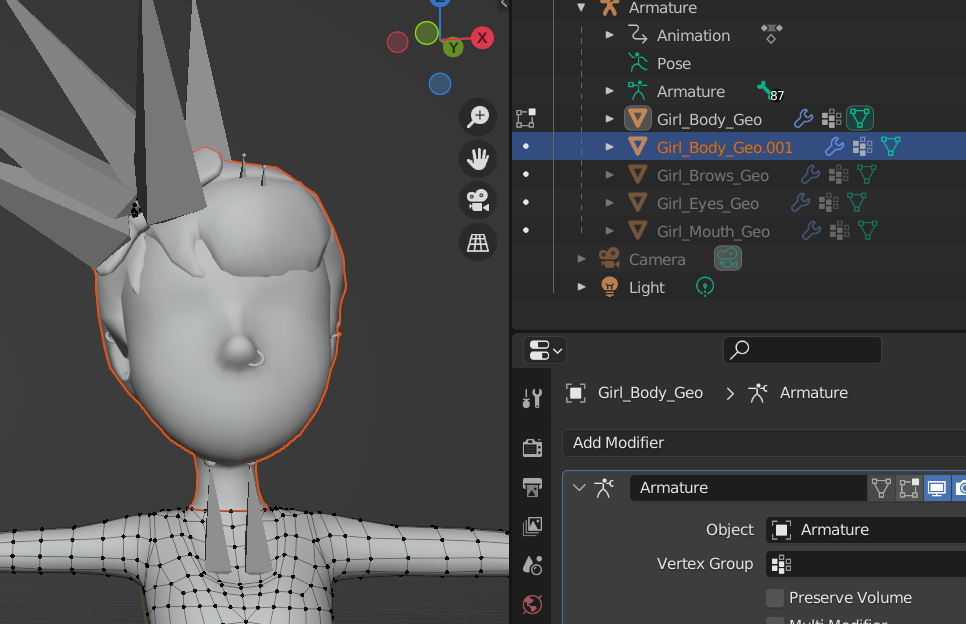 Armature
Animation
Pose
Armature 87
Girl_Body_Geo
Girl_Body_Geo.001
Girl_Brows_Geo
Girl_Eyes_Geo
Girl_Mouth_Geo
Camera
Light
X
Y
Girl_Body_Geo > Armature
Add Modifier
Armature
Object Armature
Vertex Group
Preserve Volume
Multi Modifier